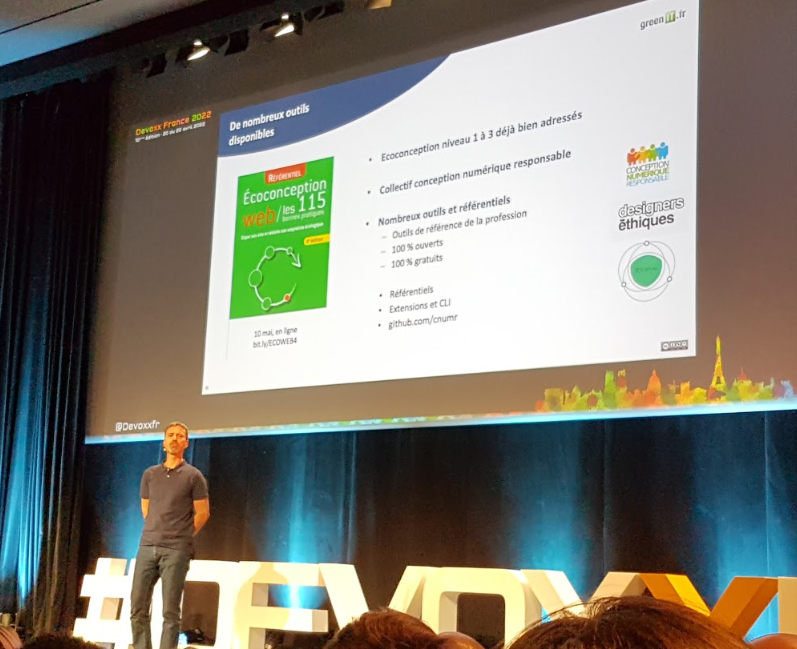 green IT.fr
Devoxx France 2022
De nombreux outils
disponibles
RÉFÉRENTIEL
Écoconception
web / les 115
bonnes pratiques
10 mai, en ligne
bit.ly/ECOWEB4
• Ecoconception niveau 1 à 3 déjà bien adressés
• Collectif conception numérique responsable
• Nombreux outils et référentiels
– Outils de référence de la profession
– 100 % ouverts
– 100 % gratuits
• Référentiels
• Extensions et CLI
• github.com/cnumr
CONCEPTION
NUMÉRIQUE
RESPONSABLE
designers
éthiques
@Devoxxfr
#DEVOXX